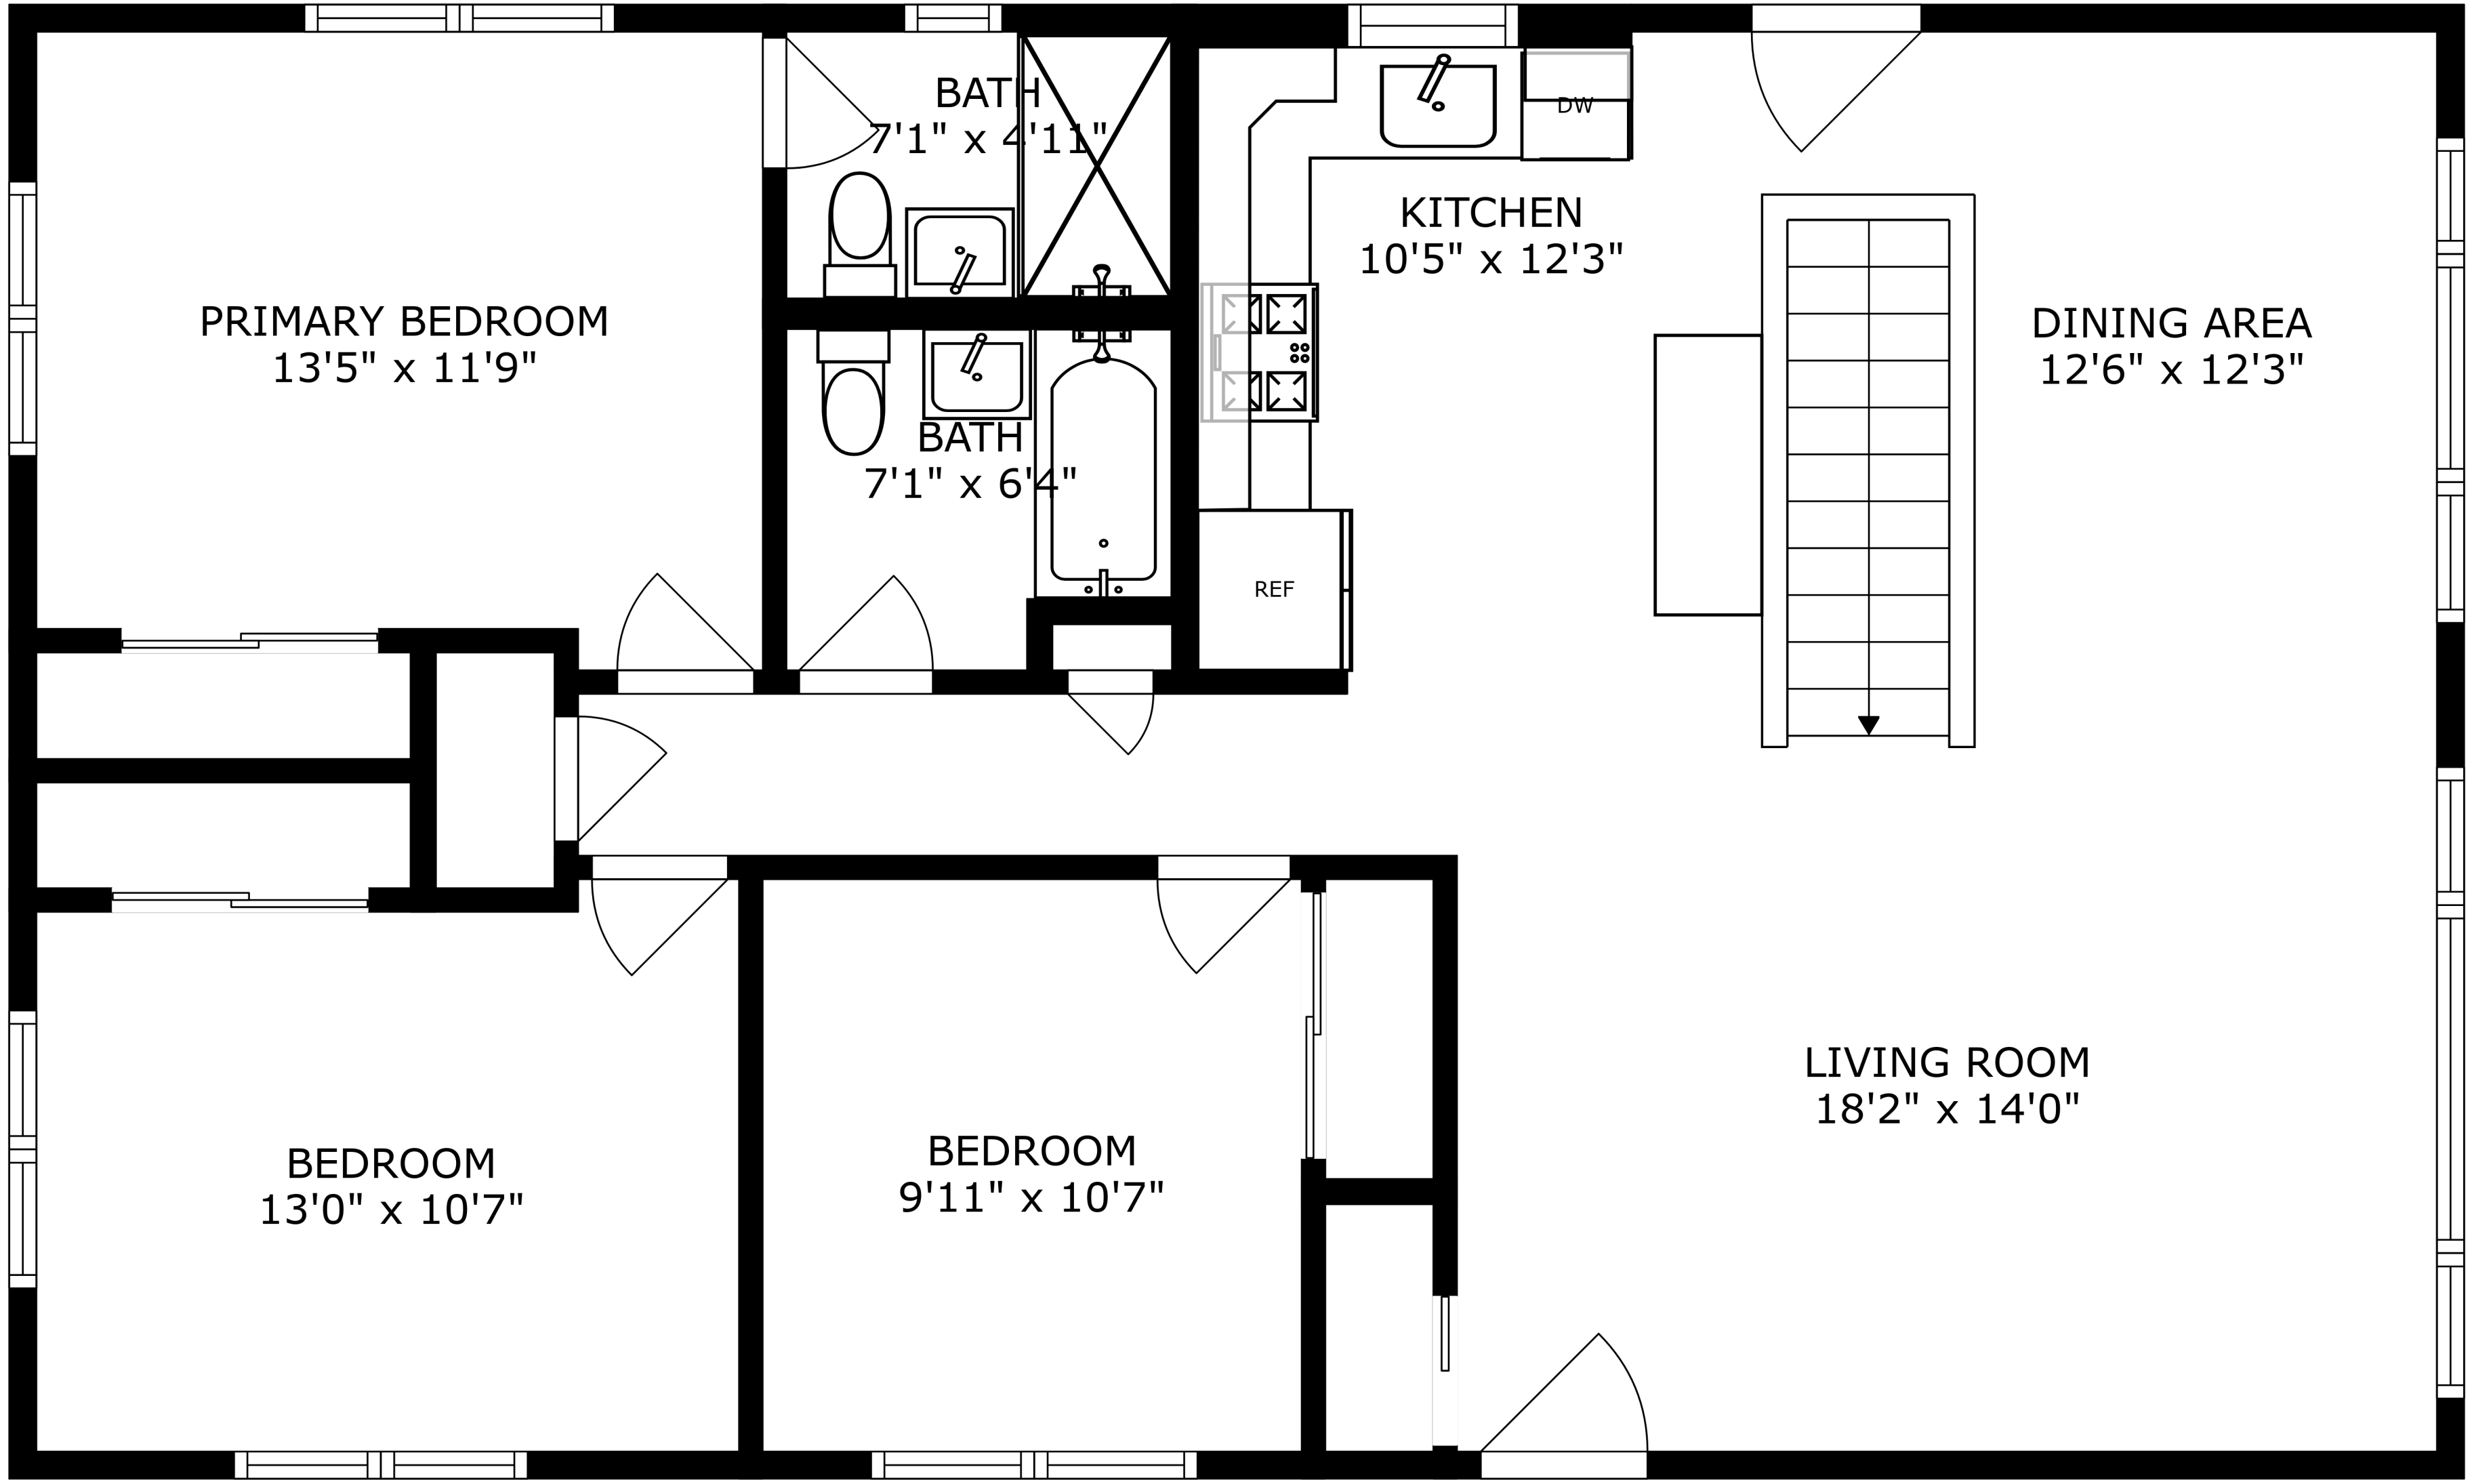 BATH
7'1" x 4'11"
DW
KITCHEN
10'5" x 12'3"
PRIMARY BEDROOM
13'5" x 11'9"
DINING AREA
12'6" x 12'3"
BATH
7'1" x 6'4"
REF
LIVING ROOM
18'2" x 14'0"
BEDROOM
13'0" x 10'7"
BEDROOM
9'11" x 10'7"